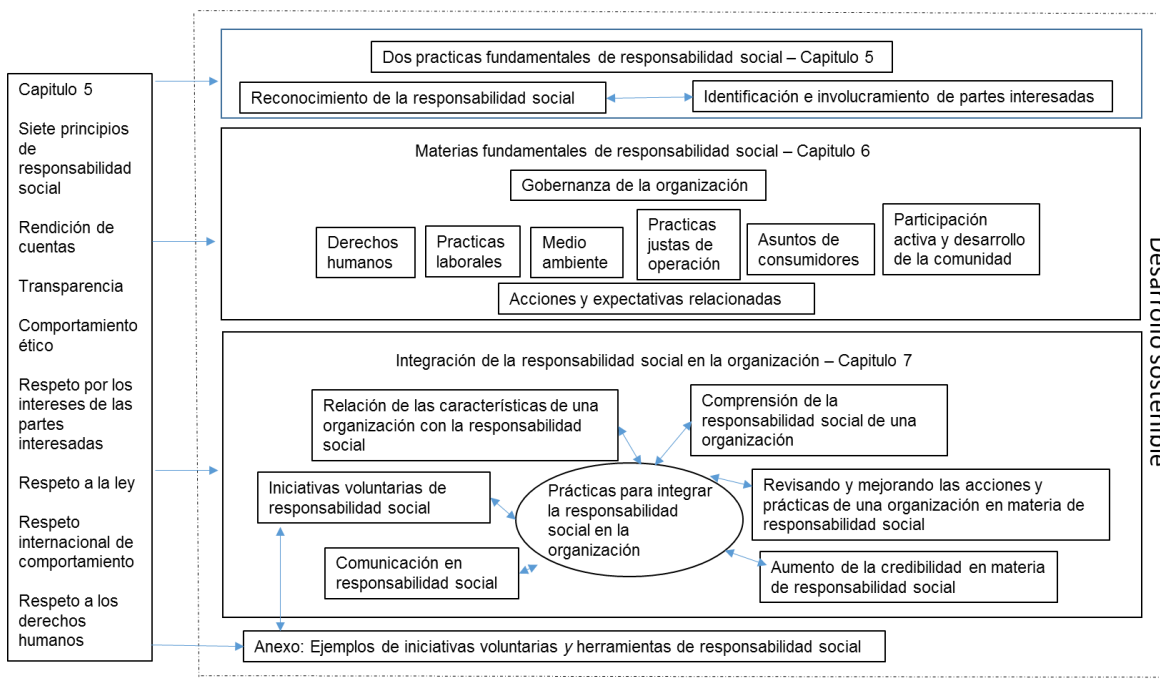 Capitulo 5
Siete principios
de
responsabilidad
social
Rendición de
cuentas
Transparencia
Comportamiento
ético
Respeto por los
intereses de las
partes
interesadas
Respeto a la ley
Respeto
internacional de
comportamiento
Respeto a los
derechos
humanos
Dos practicas fundamentales de responsabilidad social – Capitulo 5
Reconocimiento de la responsabilidad social
Identificación e involucramiento de partes interesadas
Materias fundamentales de responsabilidad social – Capitulo 6
Gobernanza de la organización
Derechos
humanos
Practicas
laborales
Medio
ambiente
Practicas
justas de
operación
Asuntos de
consumidores
Participación
activa y desarrollo
de la comunidad
Acciones y expectativas relacionadas
Integración de la responsabilidad social en la organización – Capitulo 7
Relación de las características de una
organización con la responsabilidad
social
Comprensión de la
responsabilidad social de una
organización
Iniciativas voluntarias de
responsabilidad social
Prácticas para integrar
la responsabilidad
social en la
organización
Revisando y mejorando las acciones y
prácticas de una organización en materia de
responsabilidad social
Comunicación en
responsabilidad social
Aumento de la credibilidad en materia
de responsabilidad social
Anexo: Ejemplos de iniciativas voluntarias y herramientas de responsabilidad social
Desarrollo sostenible